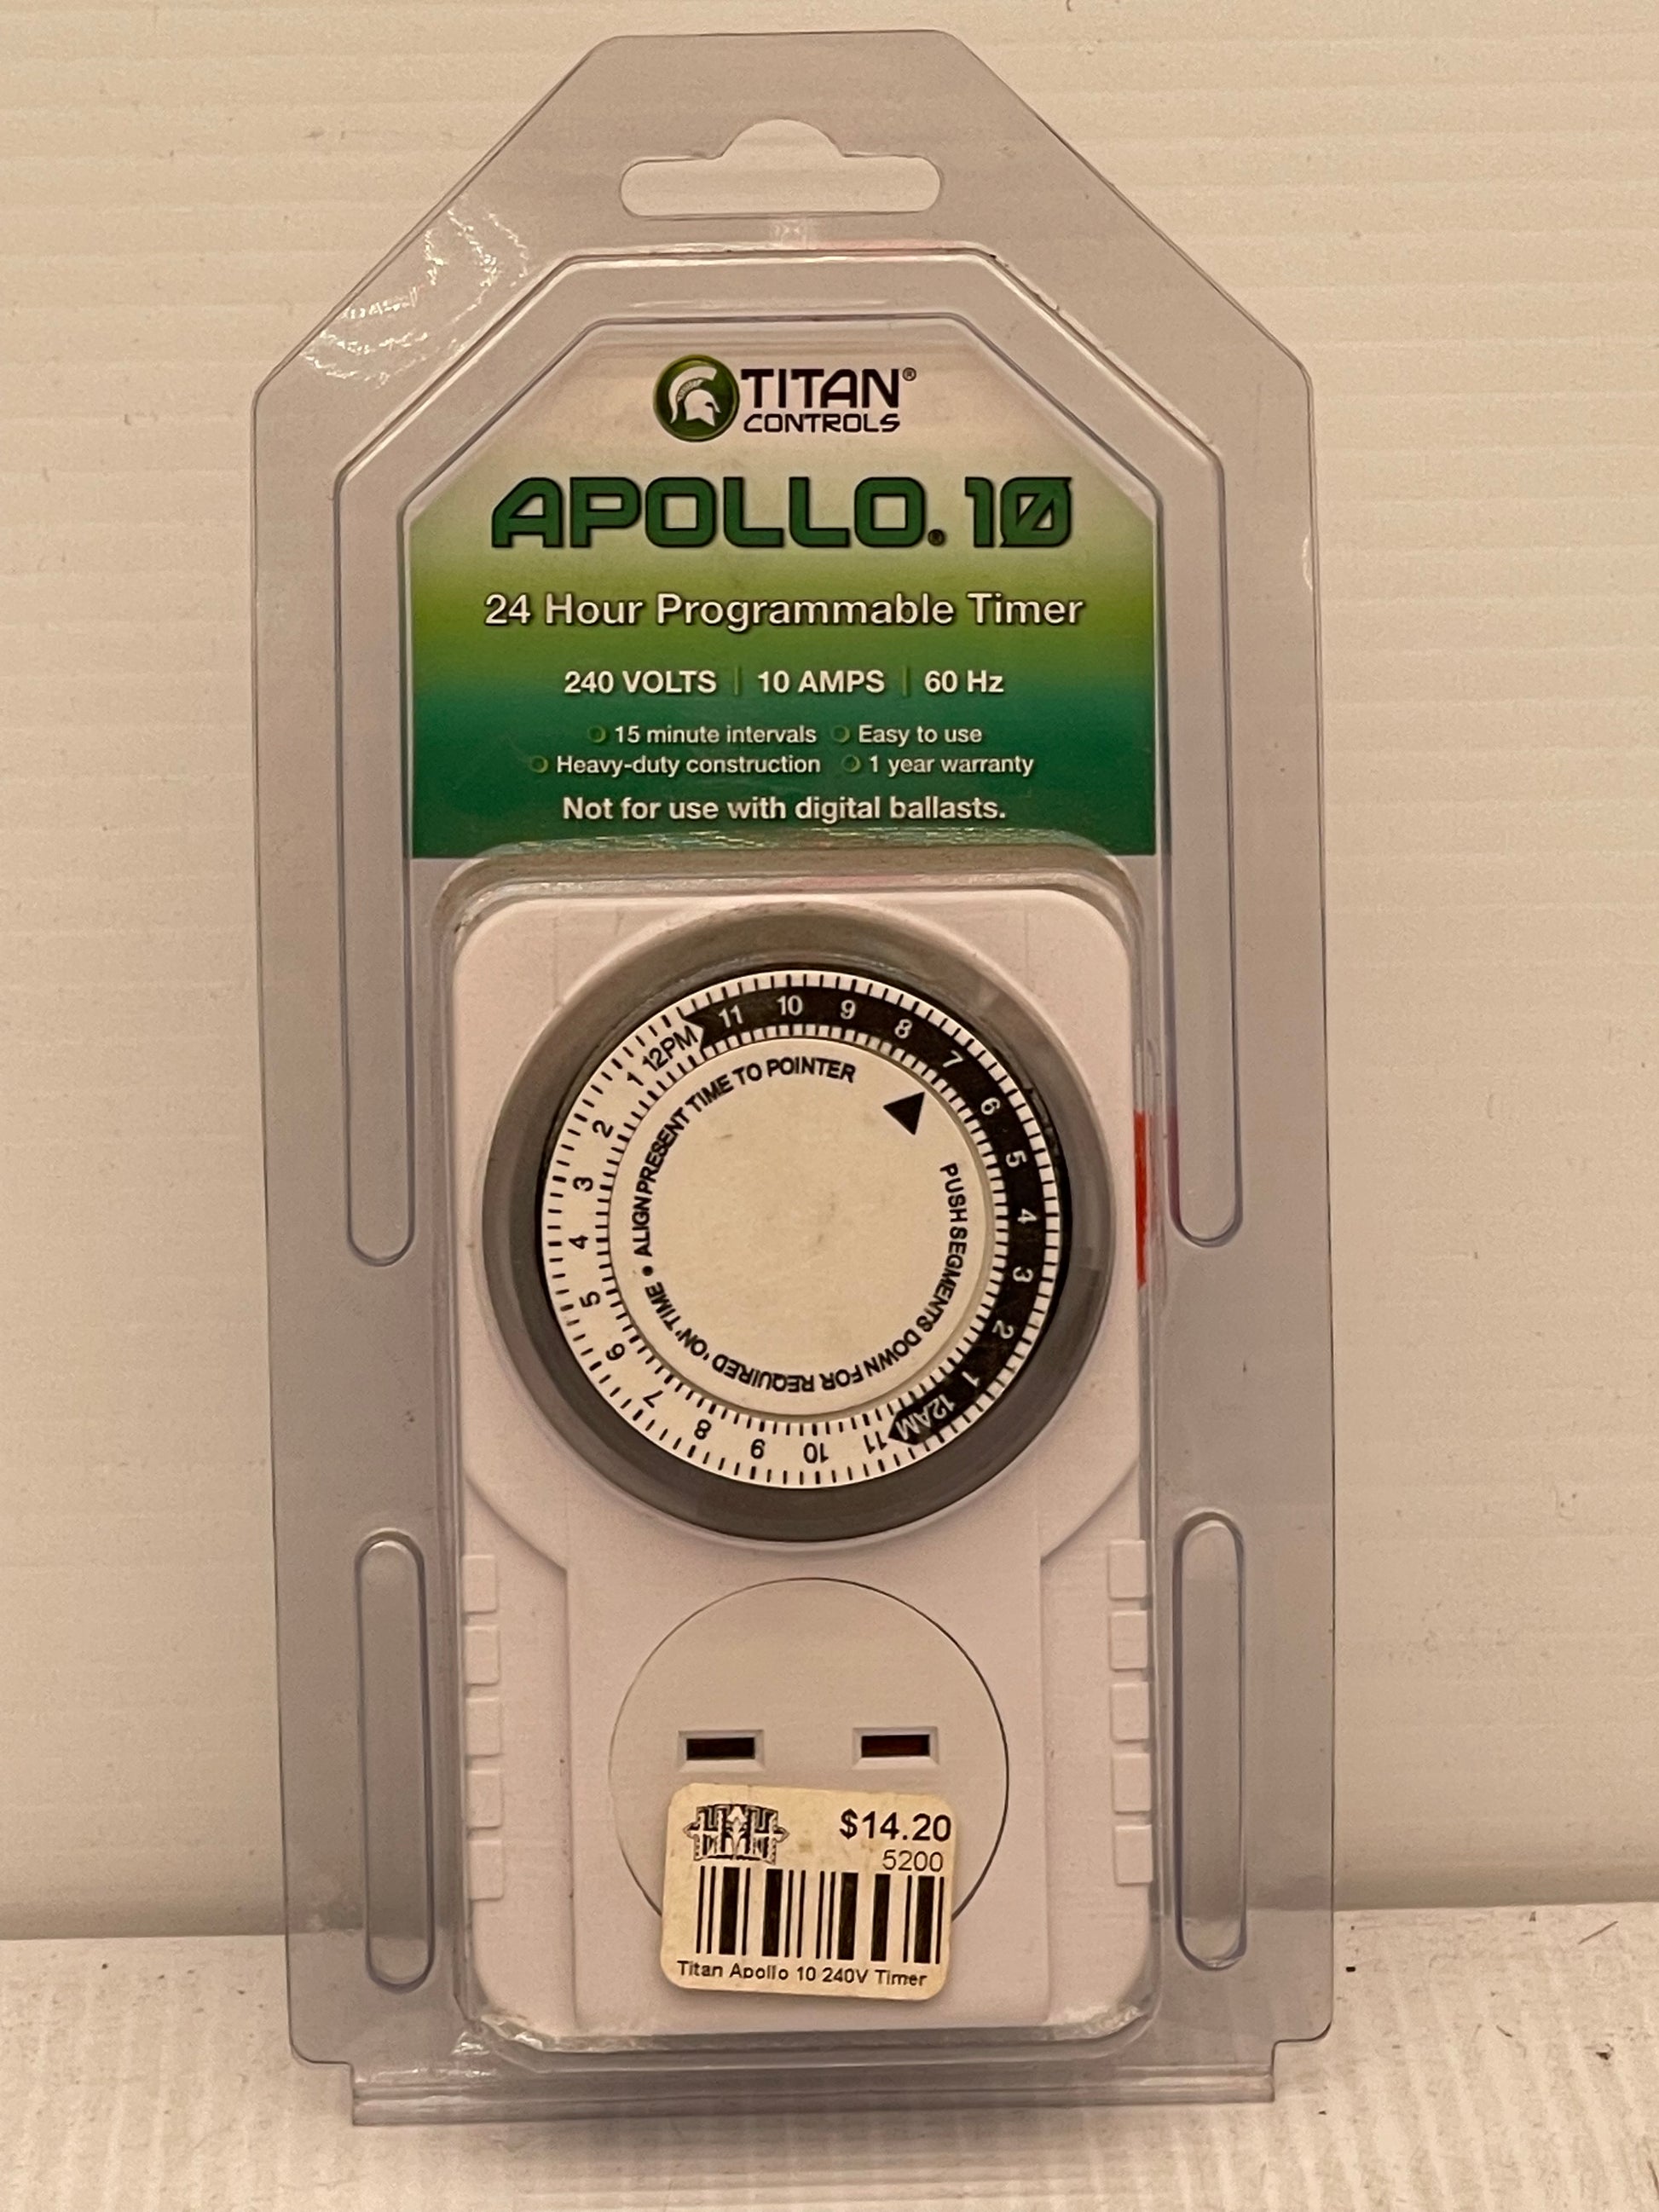 TITAN®
CONTROLS
APOLLO® 10
24 Hour Programmable Timer
240 VOLTS | 10 AMPS | 60 Hz
15 minute intervals Easy to use
Heavy-duty construction 1 year warranty
Not for use with digital ballasts.
12PM 11 10 9 8 7 6 5 4 3 2 1 12AM 11 10 9 8 7 6 5 4 3 2 1
• ALIGN PRESENT TIME TO POINTER
PUSH SEGMENTS DOWN FOR REQUIRED 'ON' TIME
$14.20
5200
Titan Apollo 10 240V Timer